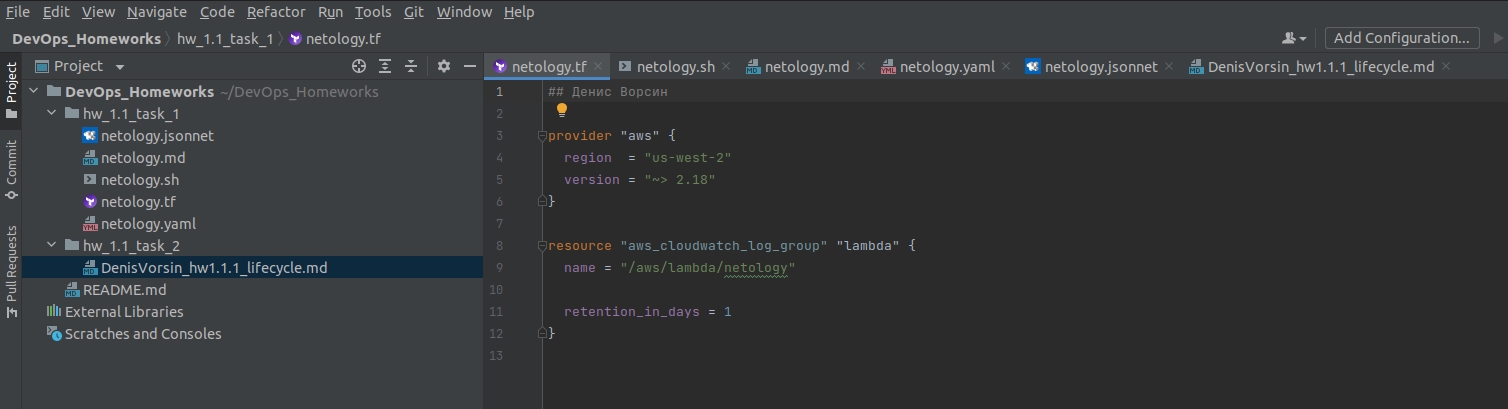 File Edit View Navigate Code Refactor Run Tools Git Window Help
DevOps_Homeworks hw_1.1_task_1 netology.tf Add Configuration...
Project
Commit
Pull Requests
Project
DevOps_Homeworks ~/DevOps_Homeworks
hw_1.1_task_1
netology.jsonnet
netology.md
netology.sh
netology.tf
netology.yaml
hw_1.1_task_2
DenisVorsin_hw1.1.1_lifecycle.md
README.md
External Libraries
Scratches and Consoles
netology.tf netology.sh netology.md netology.yaml netology.jsonnet DenisVorsin_hw1.1.1_lifecycle.md
1 ## Денис Ворсин
2
3 provider "aws" {
4 region = "us-west-2"
5 version = "~> 2.18"
6 }
7
8 resource "aws_cloudwatch_log_group" "lambda" {
9 name = "/aws/lambda/netology"
10
11 retention_in_days = 1
12 }
13